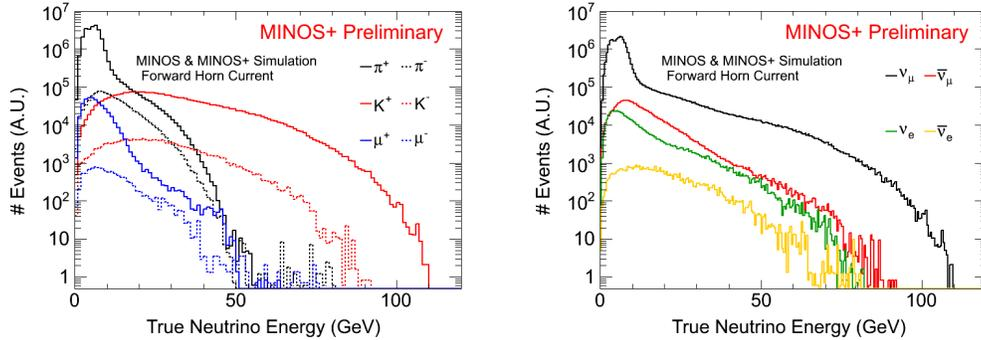 MINOS+ Preliminary
MINOS & MINOS+ Simulation
Forward Horn Current
π⁺ π⁻
K⁺ K⁻
μ⁺ μ⁻
# Events (A.U.)
10⁷
10⁶
10⁵
10⁴
10³
10²
10
1
0 50 100
True Neutrino Energy (GeV)
MINOS+ Preliminary
MINOS & MINOS+ Simulation
Forward Horn Current
ν_μ ν̅_μ
ν_e ν̅_e
# Events (A.U.)
10⁷
10⁶
10⁵
10⁴
10³
10²
10
1
0 50 100
True Neutrino Energy (GeV)